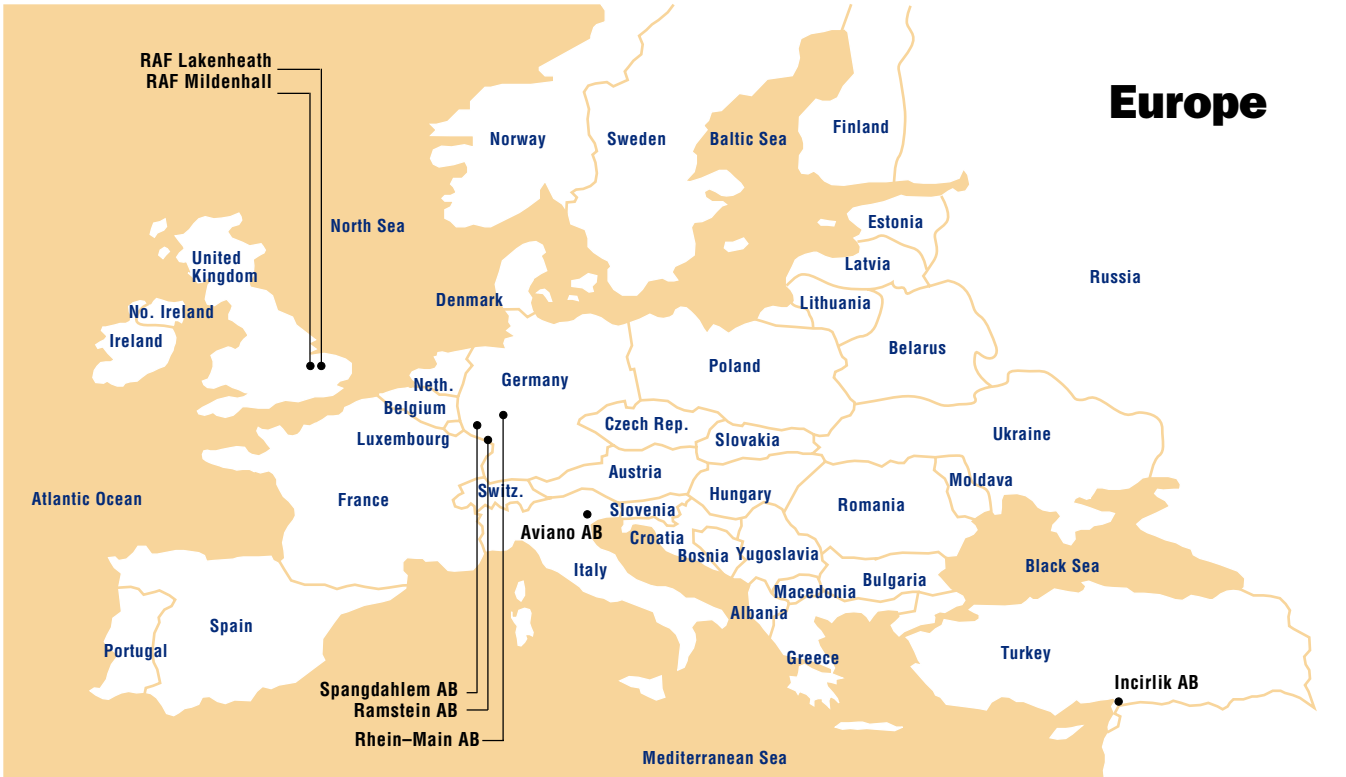 RAF Lakenheath
RAF Mildenhall
Europe
Norway
Sweden
Baltic Sea
Finland
North Sea
Estonia
United
Kingdom
Latvia
Russia
Denmark
Lithuania
No. Ireland
Ireland
Belarus
Poland
Neth.
Germany
Belgium
Czech Rep.
Luxembourg
Slovakia
Ukraine
Austria
Moldava
Atlantic Ocean
France
Switz.
Hungary
Romania
Slovenia
Aviano AB
Croatia
Bosnia
Yugoslavia
Black Sea
Italy
Bulgaria
Macedonia
Albania
Spain
Portugal
Greece
Turkey
Incirlik AB
Spangdahlem AB
Ramstein AB
Rhein–Main AB
Mediterranean Sea